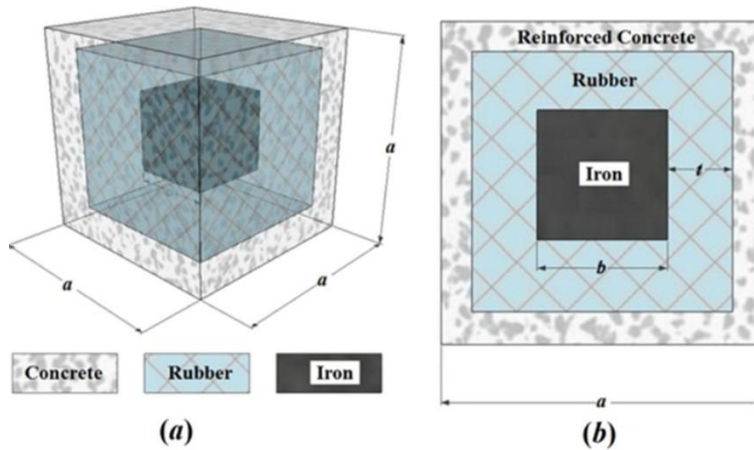 a
a
a
Concrete
Rubber
Iron
(a)
Reinforced Concrete
Rubber
Iron
t
b
a
(b)